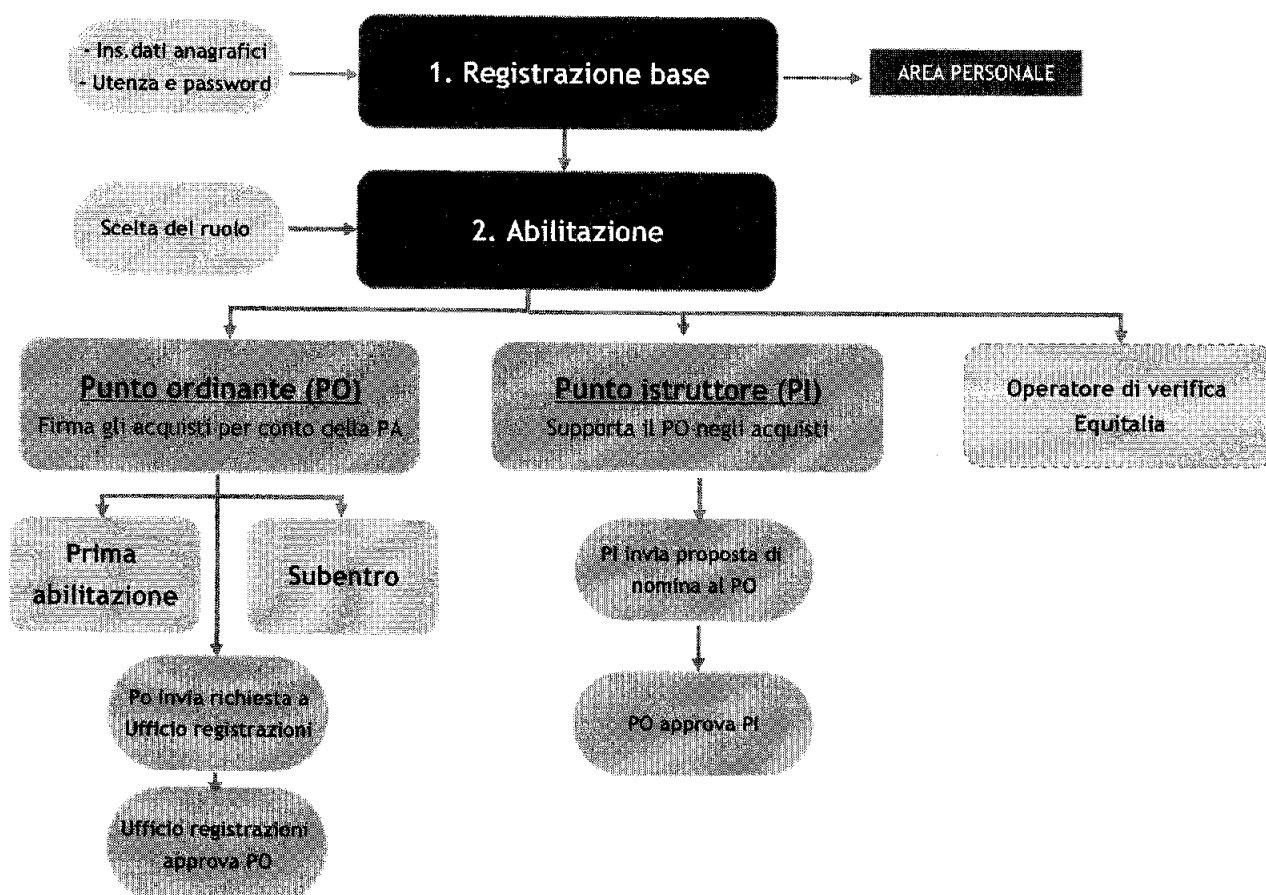 - Ins.dati anagrafici
- Utenza e password
1. Registrazione base
AREA PERSONALE
Scelta del ruolo
2. Abilitazione
Punto ordinante (PO)
Firma gli acquisti per conto della PA
Punto istruttore (PI)
Supporta il PO negli acquisti
Operatore di verifica
Equitalia
Prima
abilitazione
Subentro
PI invia proposta di
nomina al PO
Po invia richiesta a
Ufficio registrazioni
PO approva PI
Ufficio registrazioni
approva PO